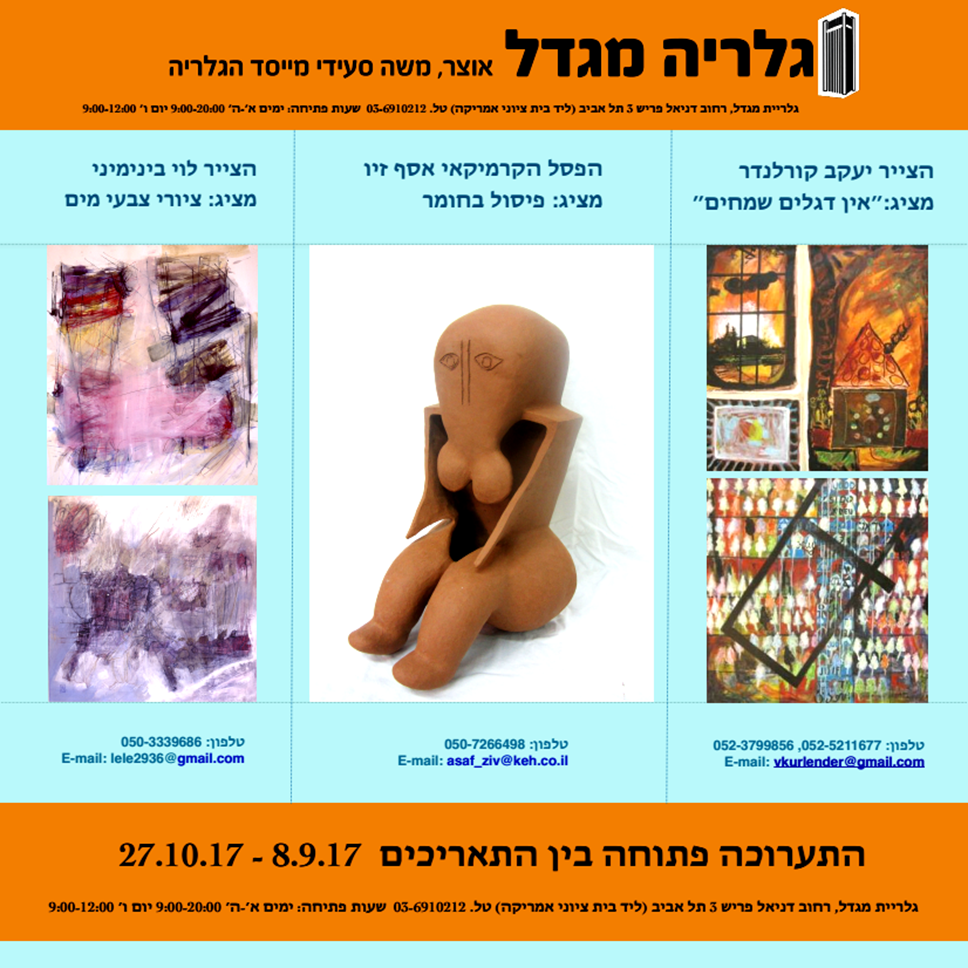 גלריה מגדל אוצר, משה סעידי מייסד הגלריה
גלריית מגדל, רחוב דניאל פריש 3 תל אביב (ליד בית ציוני אמריקה) טל. 03-6910212 שעות פתיחה: ימים א׳-ה׳ 9:00-20:00 יום ו׳ 9:00-12:00
הצייר יעקב קורלנדר
מציג:״אין דגלים שמחים״
הפסל הקרמיקאי אסף זיו
מציג: פיסול בחומר
הצייר לוי בינימיני
מציג: ציורי צבעי מים
טלפון: 052-5211677, 052-3799856
E-mail: vkurlender@gmail.com
טלפון: 050-7266498
E-mail: asaf_ziv@keh.co.il
טלפון: 050-3339686
E-mail: lele2936@gmail.com
התערוכה פתוחה בין התאריכים 8.9.17 - 27.10.17
גלריית מגדל, רחוב דניאל פריש 3 תל אביב (ליד בית ציוני אמריקה) טל. 03-6910212 שעות פתיחה: ימים א׳-ה׳ 9:00-20:00 יום ו׳ 9:00-12:00